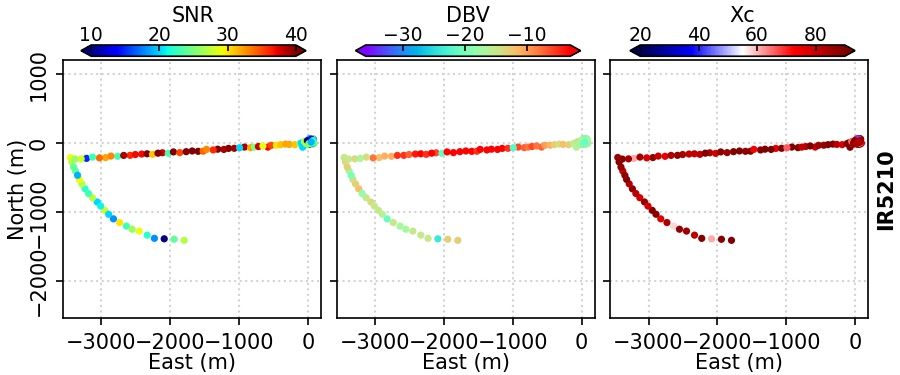 SNR DBV Xc
10 20 30 40 −30 −20 −10 20 40 60 80
1000
0
−1000
−2000
North (m)
−3000 −2000 −1000 0 −3000 −2000 −1000 0 −3000 −2000 −1000 0
East (m) East (m) East (m)
IR5210